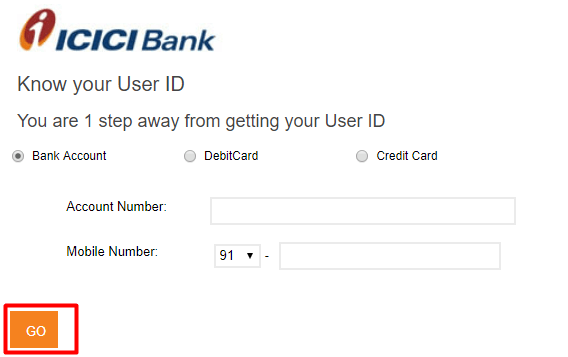 ICICI Bank
Know your User ID
You are 1 step away from getting your User ID
Bank Account DebitCard Credit Card
Account Number:
Mobile Number: 91 -
GO